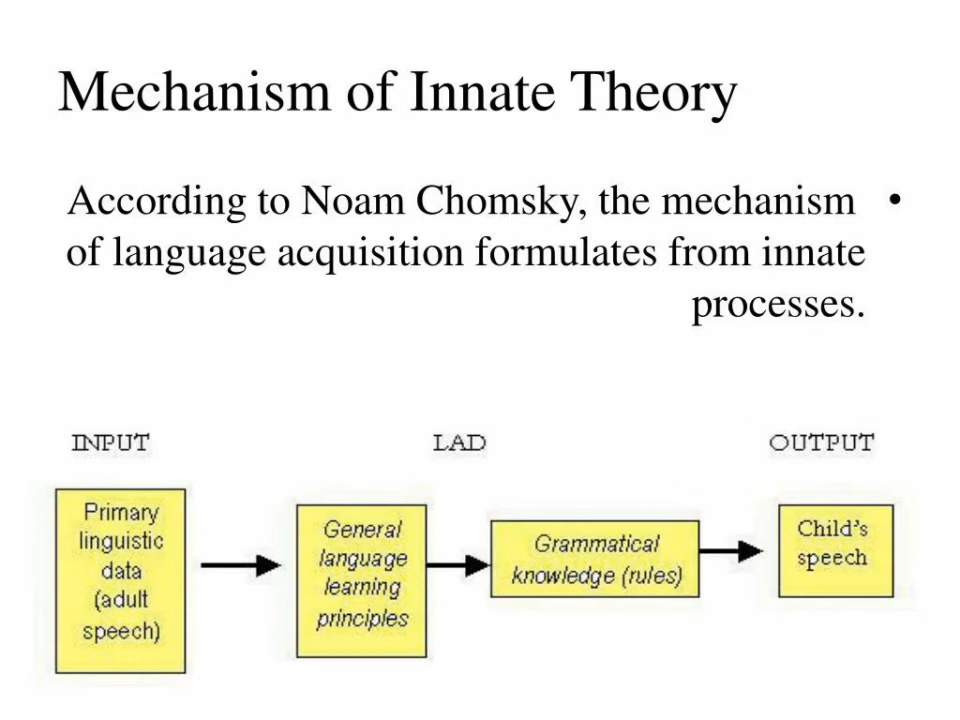 Mechanism of Innate Theory
According to Noam Chomsky, the mechanism •
of language acquisition formulates from innate
processes.
INPUT LAD OUTPUT
Primary
linguistic
data
(adult
speech)
General
language
learning
principles
Grammatical
knowledge (rules)
Child's
speech